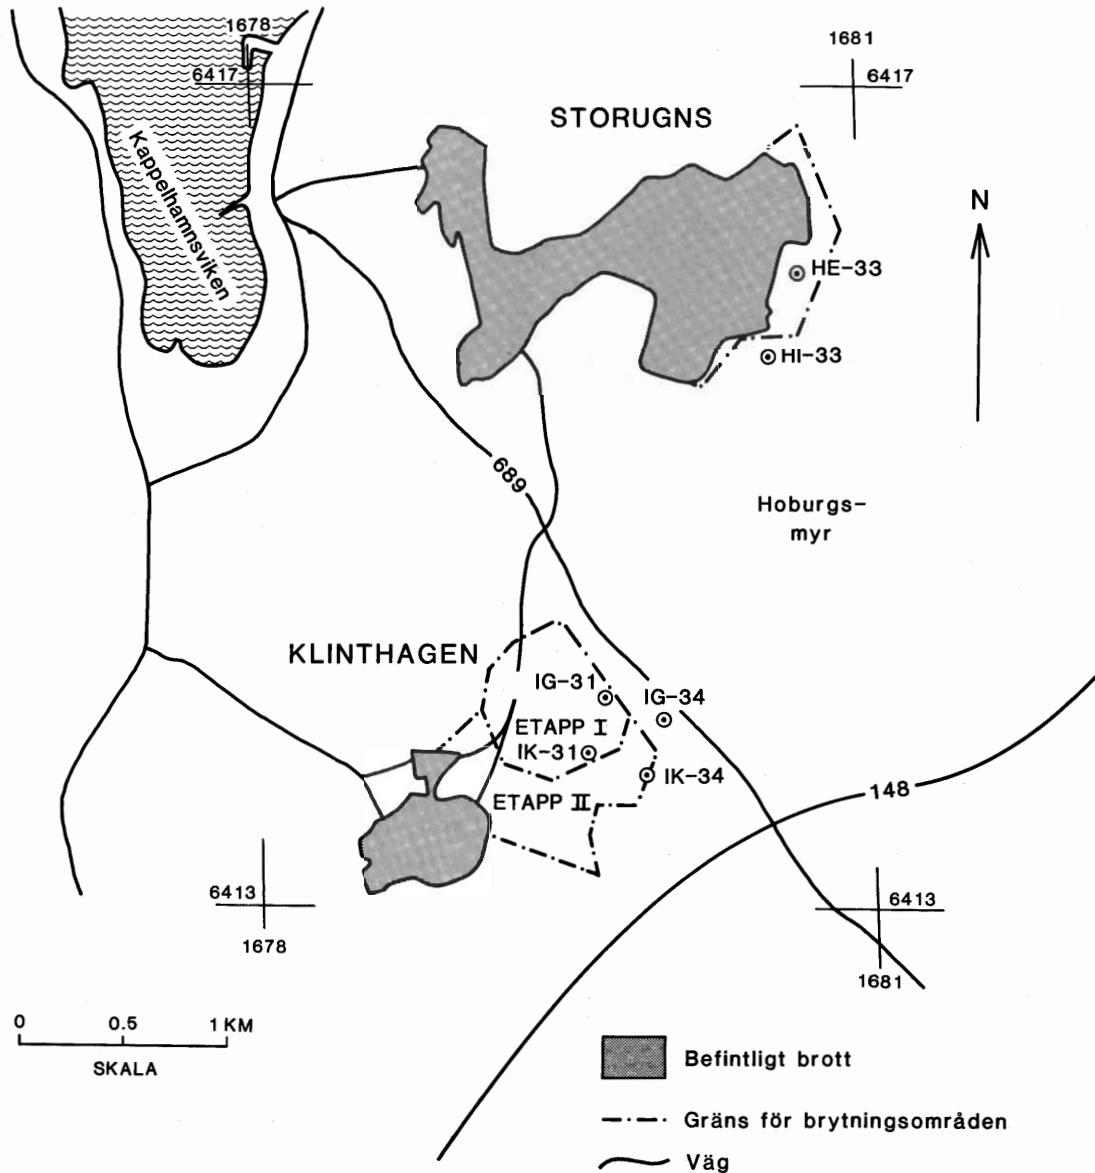 1678
6417
1681
6417
STORUGNS
Kappelhamnsviken
N
HE-33
HI-33
689
Hoburgs-
myr
KLINTHAGEN
IG-31
IG-34
ETAPP I
IK-31
IK-34
ETAPP II
148
6413
1678
6413
1681
0 0.5 1 KM
SKALA
Befintligt brott
Gräns för brytningsområden
Väg